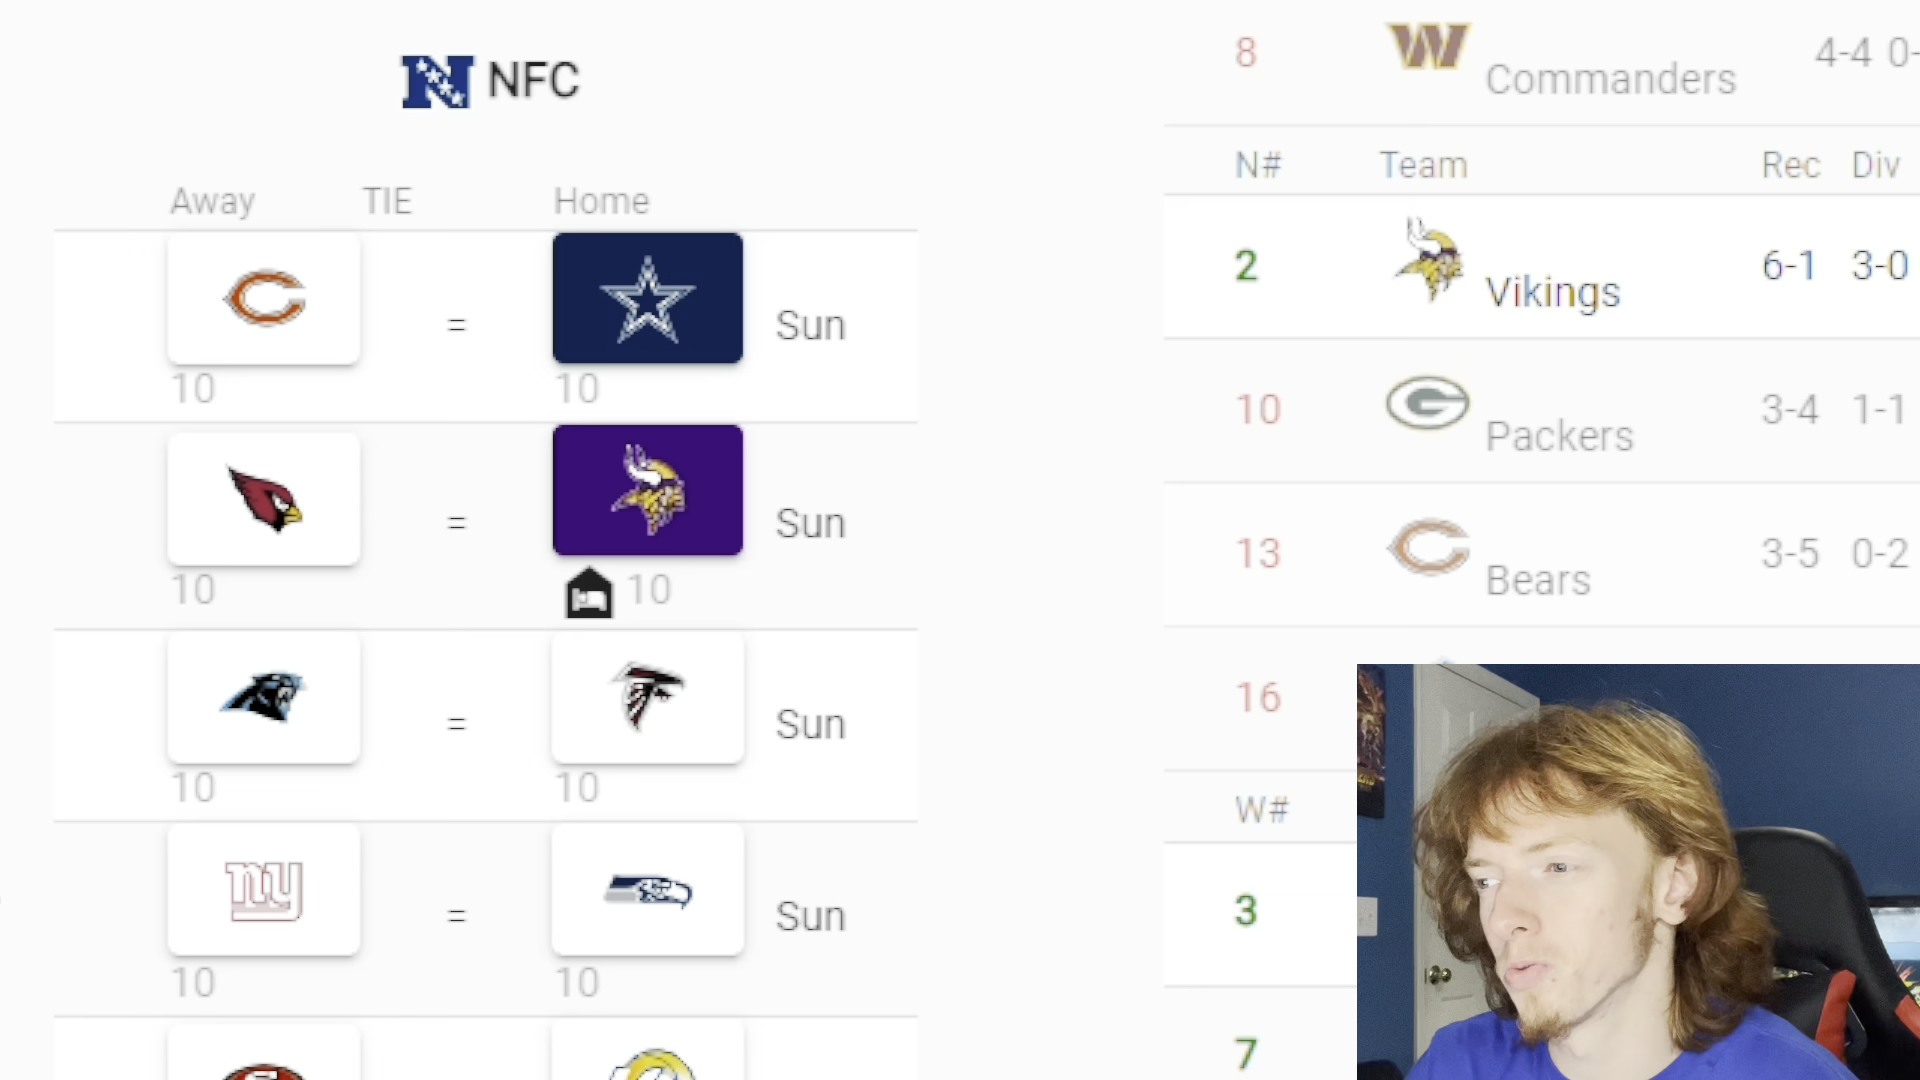 NFC
Away TIE Home
= Sun
10 10
= Sun
10 10
= Sun
10 10
ny = Sun
10 10
8 W Commanders 4-4 0-
N# Team Rec Div
2 Vikings 6-1 3-0
10 G Packers 3-4 1-1
13 C Bears 3-5 0-2
16
W#
3
7